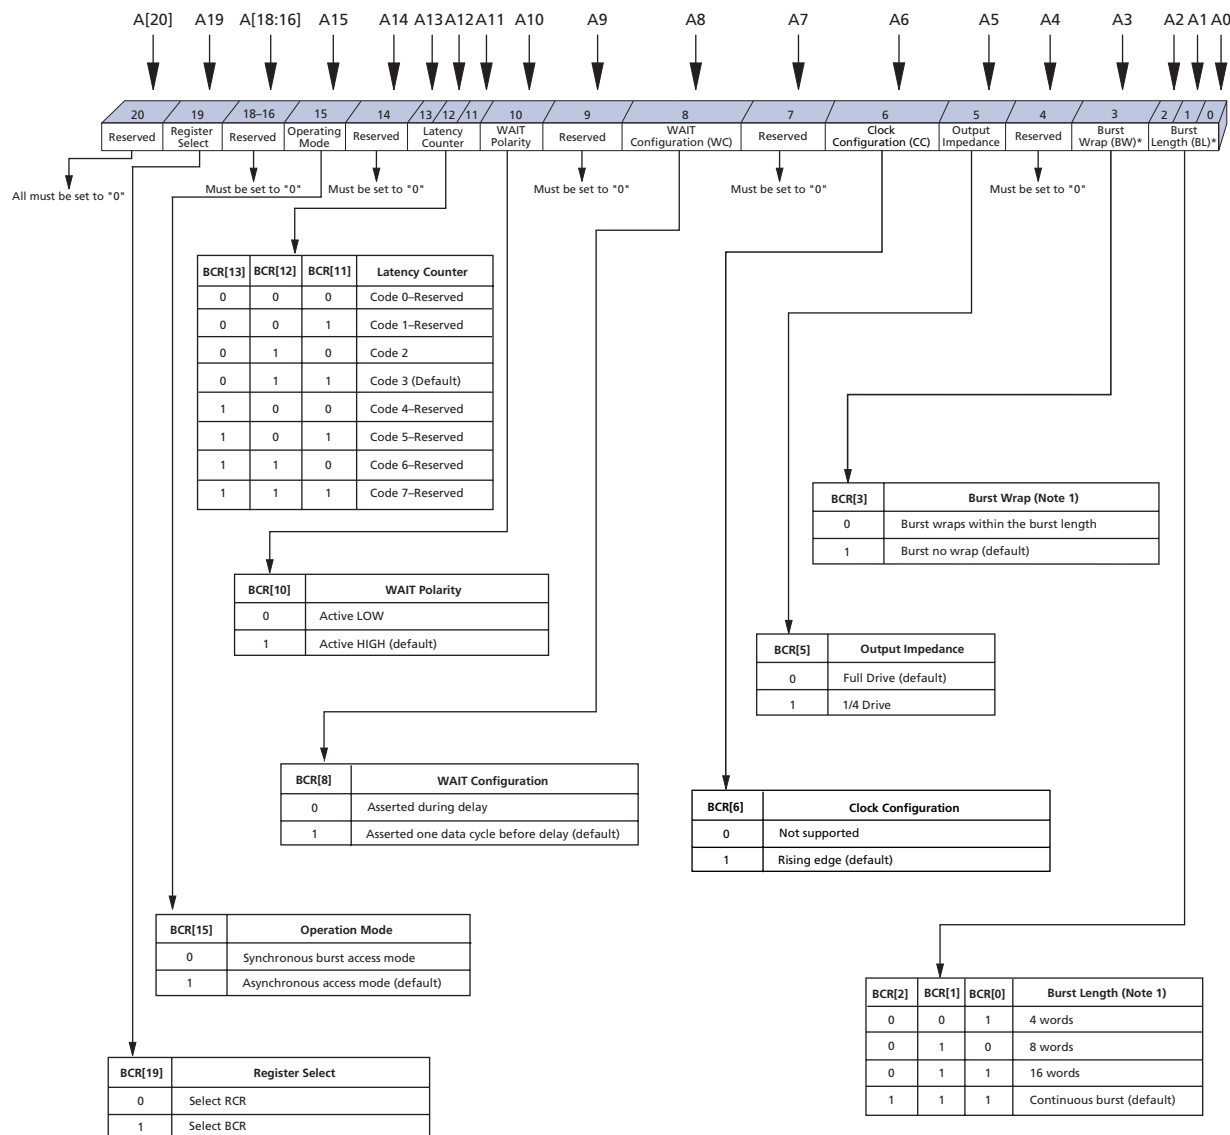 A[20] A19 A[18:16] A15 A14 A13 A12 A11 A10 A9 A8 A7 A6 A5 A4 A3 A2 A1 A0
20 19 18–16 15 14 13 12 11 10 9 8 7 6 5 4 3 2 1 0
Reserved
Register
Select
Reserved
Operating
Mode
Reserved
Latency
Counter
WAIT
Polarity
Reserved
WAIT
Configuration (WC)
Reserved
Clock
Configuration (CC)
Output
Impedance
Reserved
Burst
Wrap (BW)*
Burst
Length (BL)*
All must be set to "0"
Must be set to "0"
Must be set to "0"
Must be set to "0"
Must be set to "0"
Must be set to "0"
BCR[13] BCR[12] BCR[11] Latency Counter
0 0 0 Code 0–Reserved
0 0 1 Code 1–Reserved
0 1 0 Code 2
0 1 1 Code 3 (Default)
1 0 0 Code 4–Reserved
1 0 1 Code 5–Reserved
1 1 0 Code 6–Reserved
1 1 1 Code 7–Reserved
BCR[3] Burst Wrap (Note 1)
0 Burst wraps within the burst length
1 Burst no wrap (default)
BCR[10] WAIT Polarity
0 Active LOW
1 Active HIGH (default)
BCR[5] Output Impedance
0 Full Drive (default)
1 1/4 Drive
BCR[8] WAIT Configuration
0 Asserted during delay
1 Asserted one data cycle before delay (default)
BCR[6] Clock Configuration
0 Not supported
1 Rising edge (default)
BCR[15] Operation Mode
0 Synchronous burst access mode
1 Asynchronous access mode (default)
BCR[2] BCR[1] BCR[0] Burst Length (Note 1)
0 0 1 4 words
0 1 0 8 words
0 1 1 16 words
1 1 1 Continuous burst (default)
BCR[19] Register Select
0 Select RCR
1 Select BCR